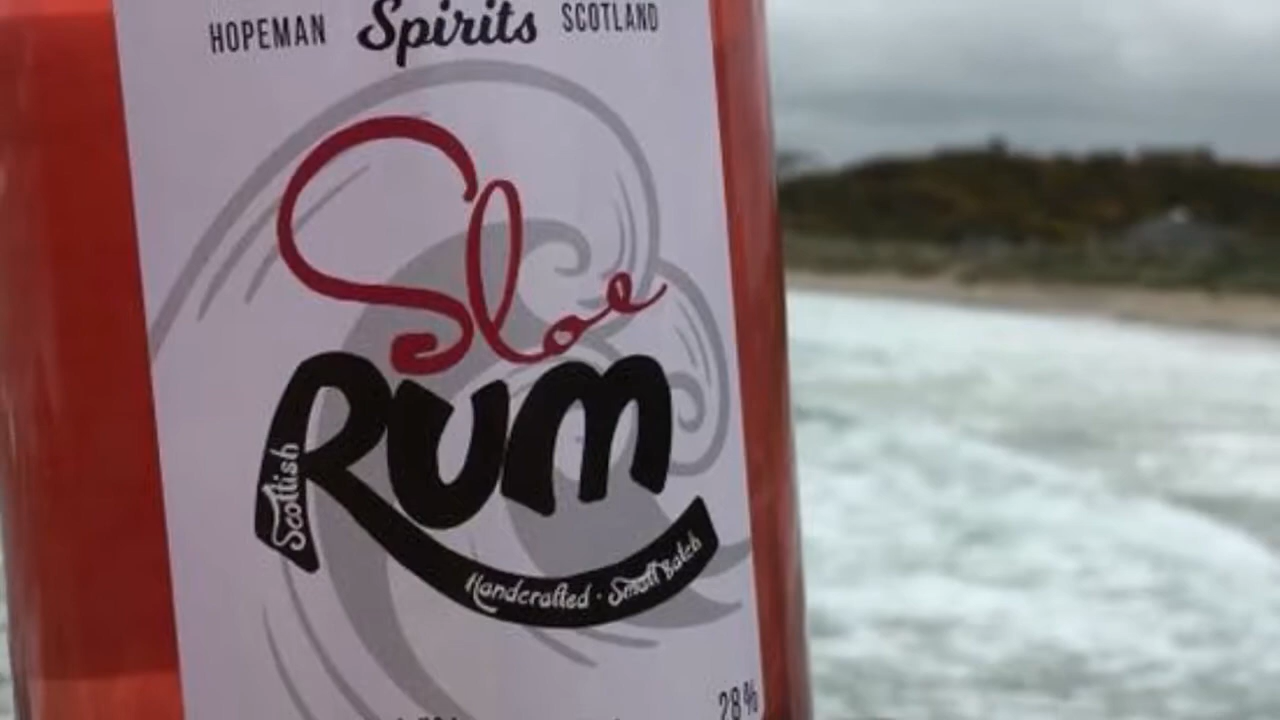 HOPEMAN Spirits SCOTLAND
Sloe
RUM
Scottish
Handcrafted · Small Batch
28%